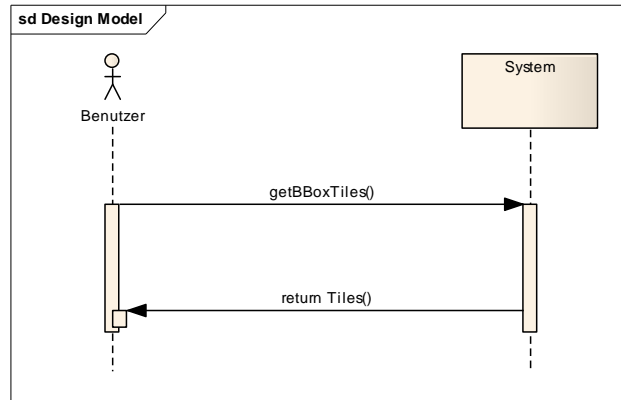 sd Design Model
System
Benutzer
getBBoxTiles()
return Tiles()